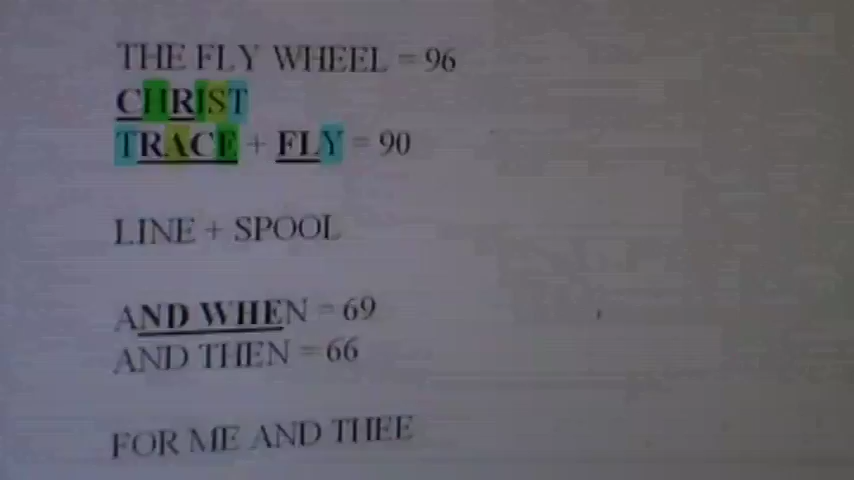 THE FLY WHEEL = 96
CHRIST
TRACE + FLY = 90
LINE + SPOOL
AND WHEN = 69
AND THEN = 66
FOR ME AND THEE